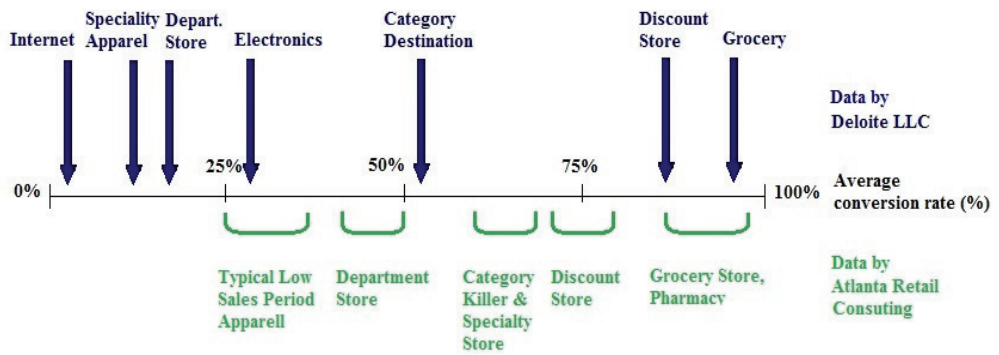 Internet
Speciality
Apparel
Depart.
Store
Electronics
Category
Destination
Discount
Store
Grocery
Data by
Deloite LLC
0%
25%
50%
75%
100%
Average
conversion rate (%)
Typical Low
Sales Period
Apparell
Department
Store
Category
Killer &
Specialty
Store
Discount
Store
Grocery Store,
Pharmacy
Data by
Atlanta Retail
Consuting